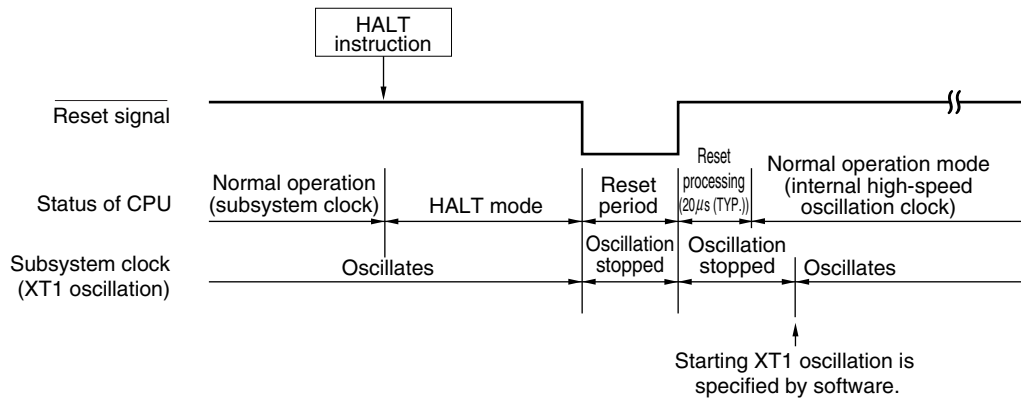 HALT
instruction
Reset signal
Status of CPU
Normal operation
(subsystem clock)
HALT mode
Reset
period
Reset
processing
(20 μs (TYP.))
Normal operation mode
(internal high-speed
oscillation clock)
Subsystem clock
(XT1 oscillation)
Oscillates
Oscillation
stopped
Oscillation
stopped
Oscillates
Starting XT1 oscillation is
specified by software.